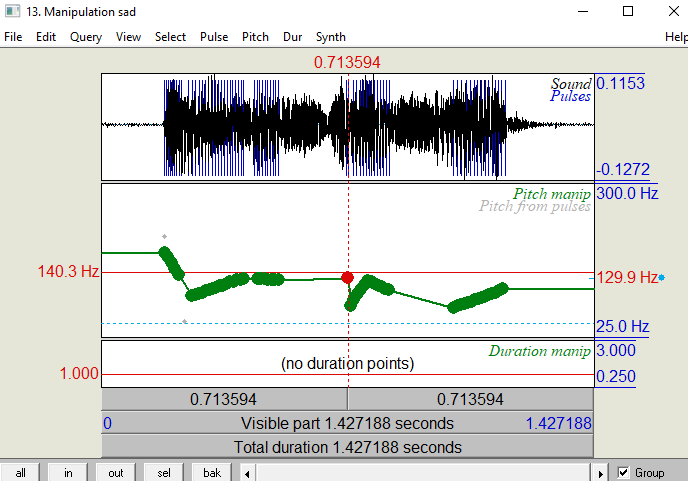 13. Manipulation sad
File Edit Query View Select Pulse Pitch Dur Synth Help
0.713594
Sound
Pulses
0.1153
-0.1272
Pitch manip
Pitch from pulses
300.0 Hz
140.3 Hz
129.9 Hz
25.0 Hz
Duration manip
3.000
(no duration points)
1.000
0.250
0.713594 0.713594
0 Visible part 1.427188 seconds 1.427188
Total duration 1.427188 seconds
all in out sel bak Group